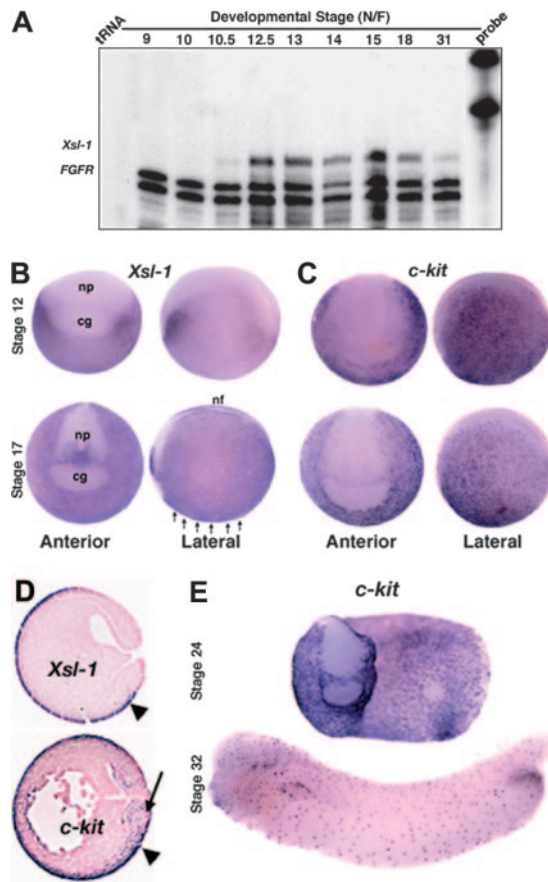 A
Developmental Stage (N/F)
tRNA 9 10 10.5 12.5 13 14 15 18 31 probe
Xsl-1
FGFR
B Xsl-1
C c-kit
Stage 12
np
cg
Stage 17
np
cg
nf
Anterior Lateral
Anterior Lateral
D
Xsl-1
c-kit
E c-kit
Stage 24
Stage 32